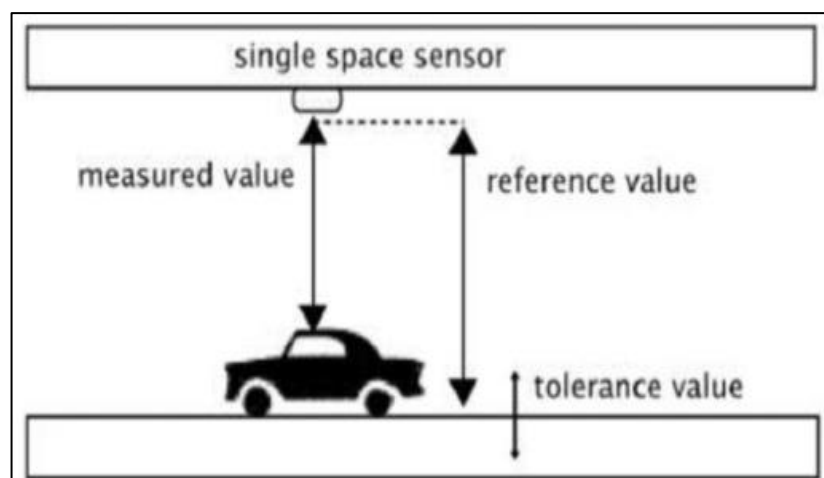 single space sensor
measured value
reference value
tolerance value